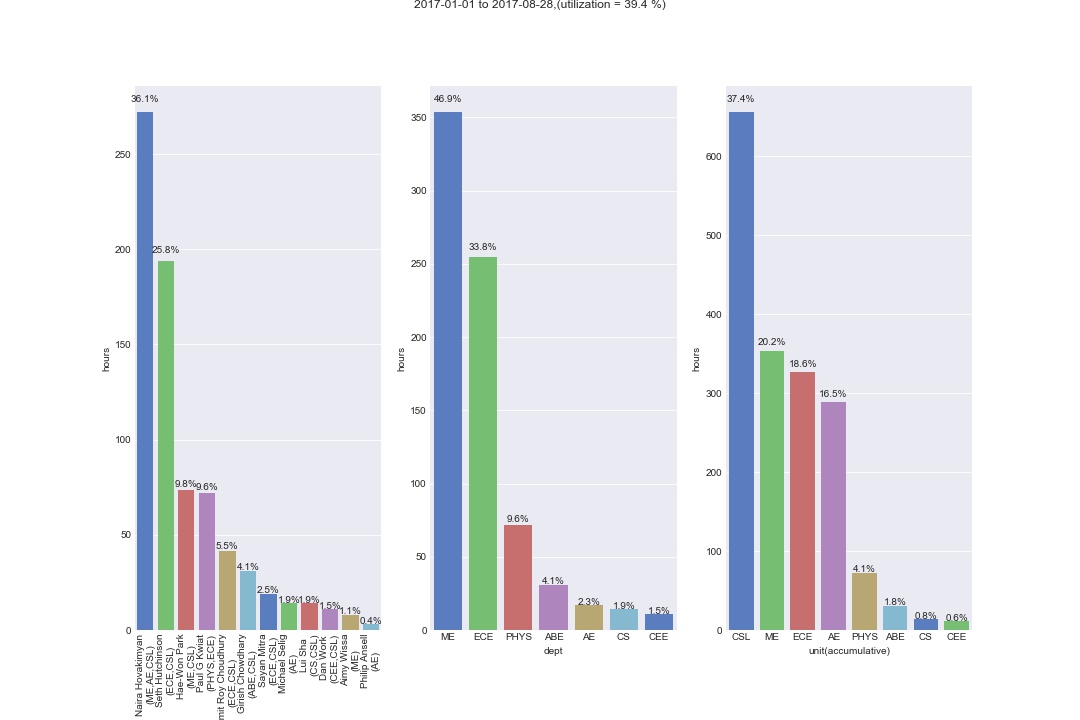 2017-01-01 to 2017-08-28,(utilization = 39.4 %)
36.1%
25.8%
9.8%
9.6%
5.5%
4.1%
2.5%
1.9%
1.9%
1.5%
1.1%
0.4%
250
200
150
100
50
0
hours
Naira Hovakimyan
(ME,AE,CSL)
Seth Hutchinson
(ECE,CSL)
Hae-Won Park
(ME,CSL)
Paul G Kwiat
(PHYS,ECE)
mit Roy Choudhury
(ECE,CSL)
Girish Chowdhary
(ABE,CSL)
Sayan Mitra
(ECE,CSL)
Michael Selig
(AE)
Lui Sha
(CS,CSL)
Dan Work
(CEE,CSL)
Aimy Wissa
(ME)
Philip Ansell
(AE)
46.9%
33.8%
9.6%
4.1%
2.3%
1.9%
1.5%
350
300
250
200
150
100
50
0
hours
ME ECE PHYS ABE AE CS CEE
dept
37.4%
20.2%
18.6%
16.5%
4.1%
1.8%
0.8%
0.6%
600
500
400
300
200
100
0
hours
CSL ME ECE AE PHYS ABE CS CEE
unit(accumulative)